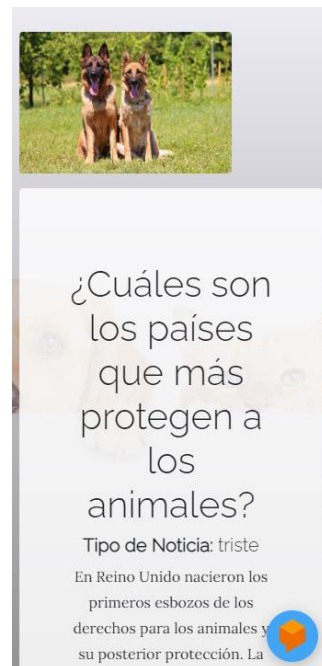 ¿Cuáles son
los países
que más
protegen a
los
animales?
Tipo de Noticia: triste
En Reino Unido nacieron los
primeros esbozos de los
derechos para los animales y
su posterior protección. La